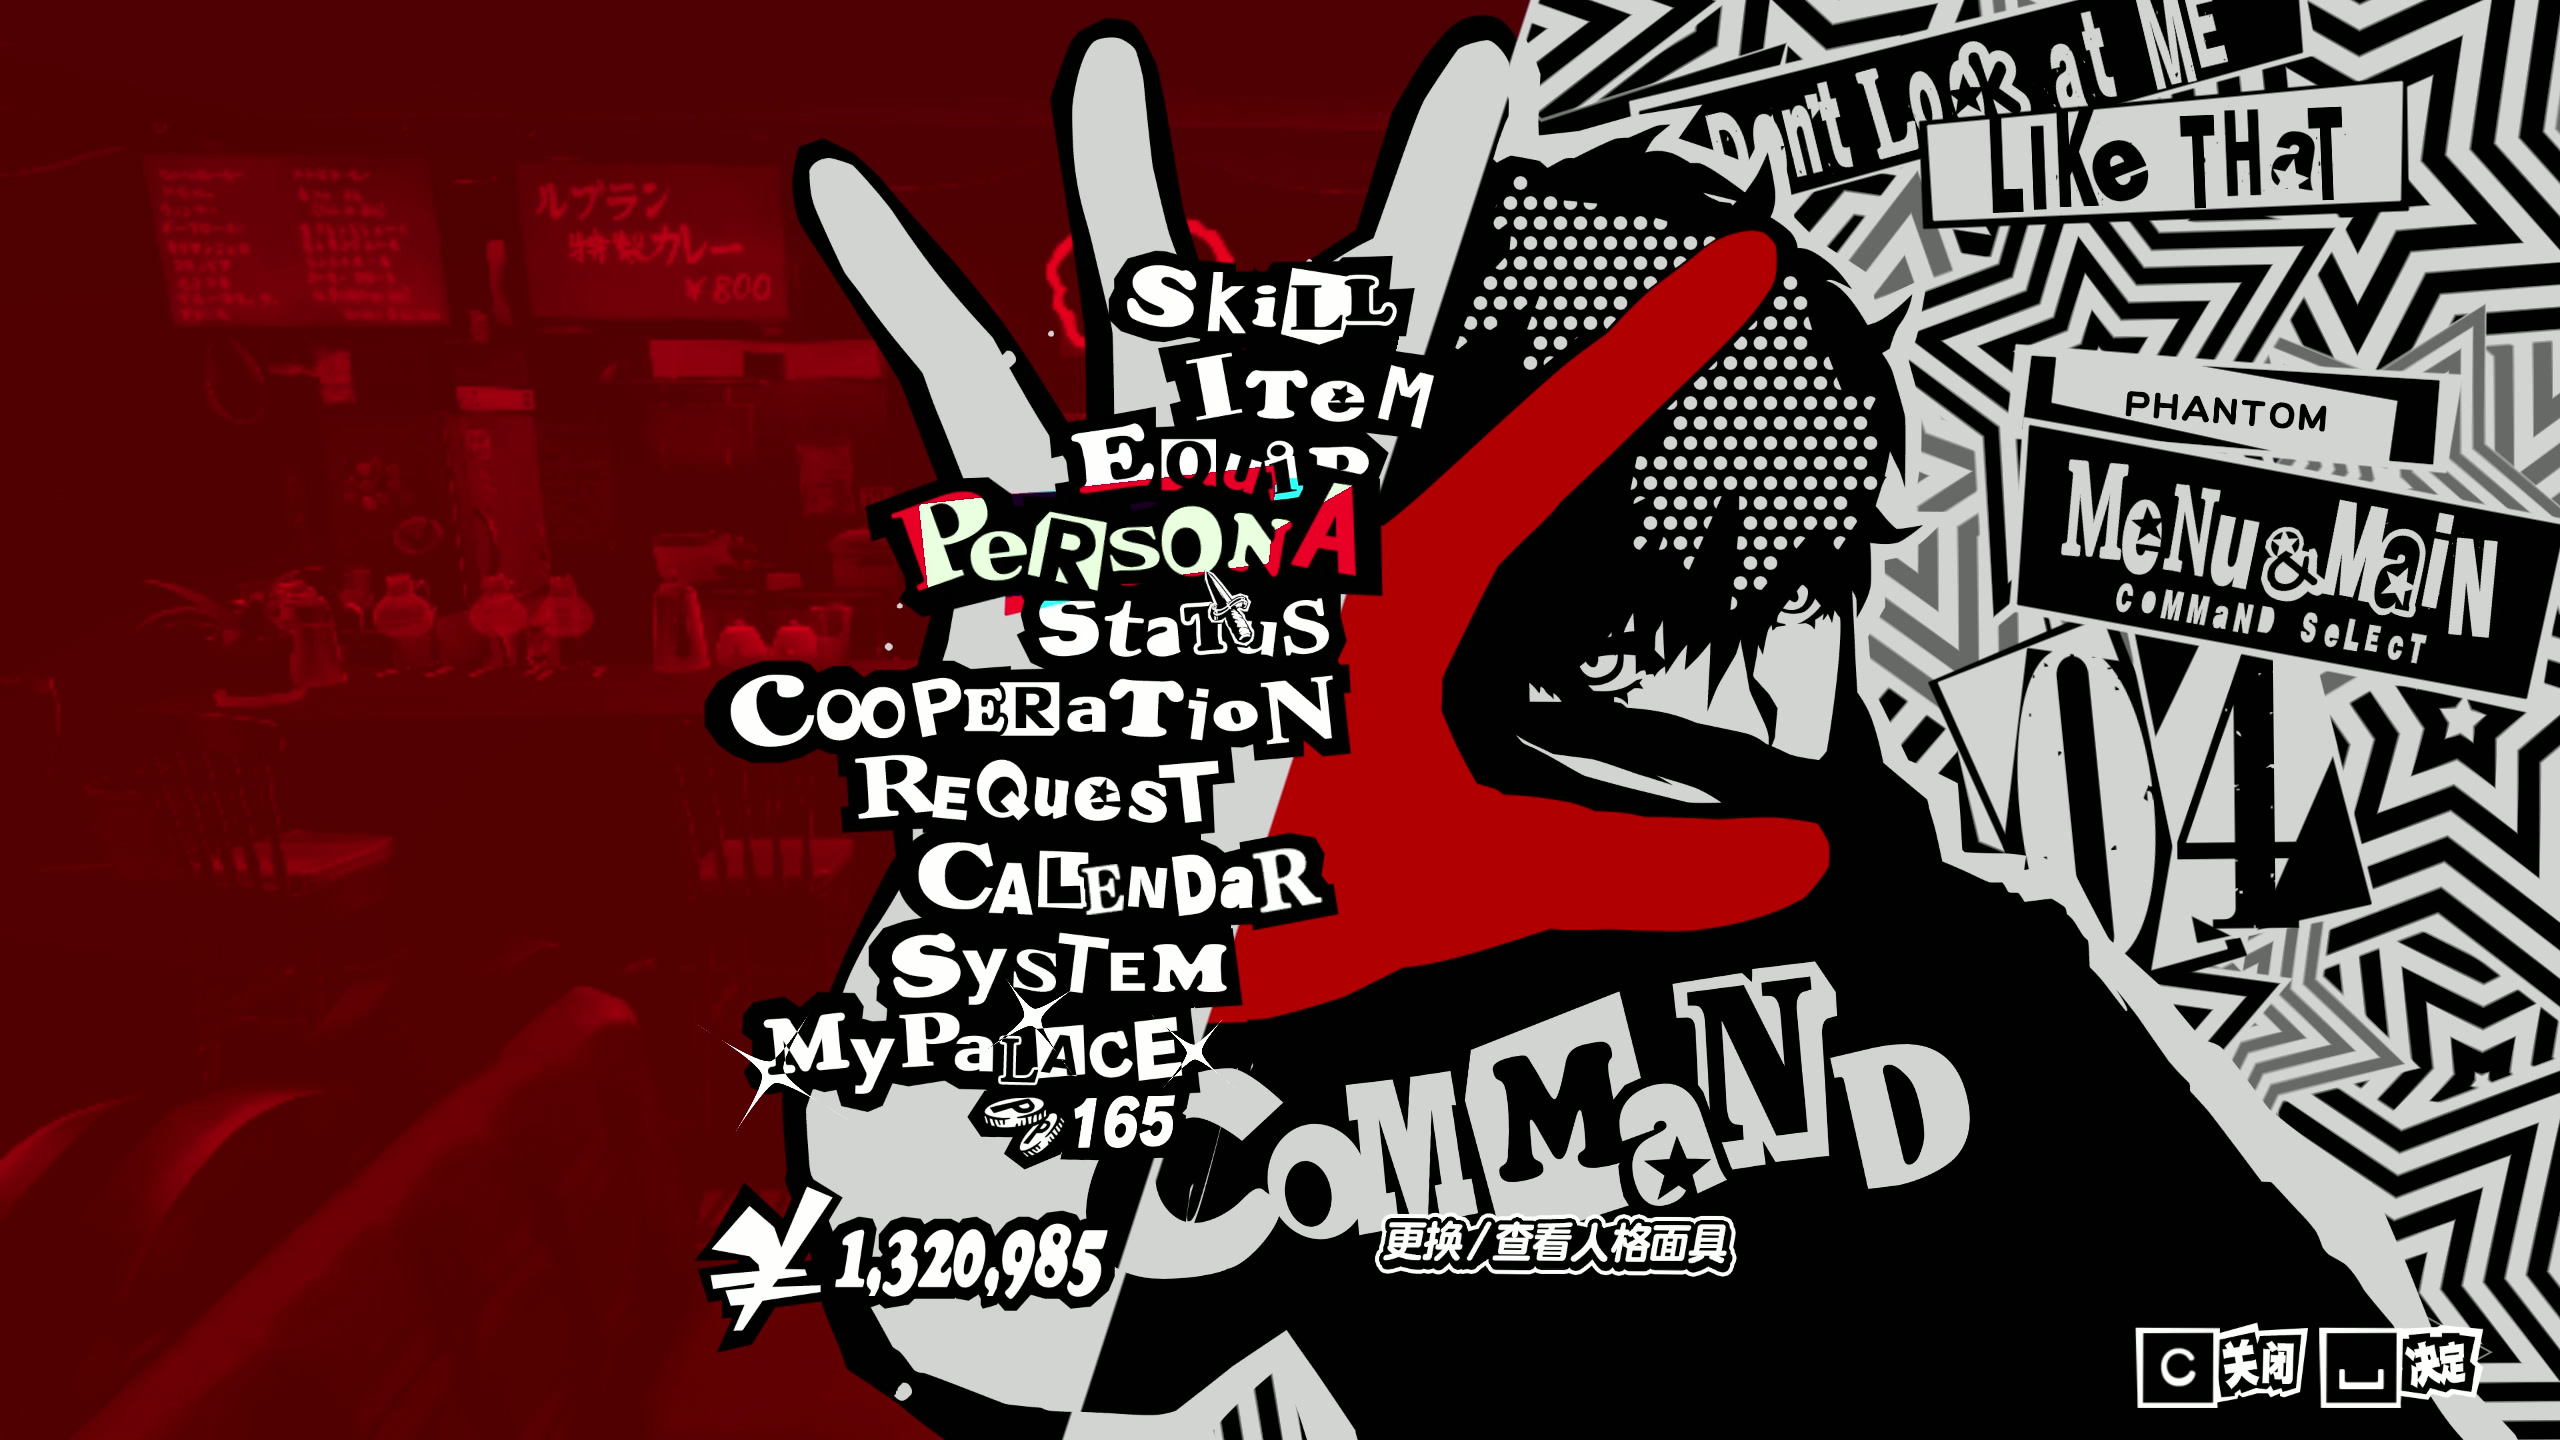 Don't Look at ME
LIKe THaT
ルブラン
特製カレー
¥800
SkiLL
ITeM
EQuiP
PeRSONA
StaTuS
COOPERaTioN
REQuesT
CALENDaR
SySTEM
MyPaLACE
165
¥1,320,985
PHANTOM
MeNu&MaiN
COMMaND SeLECT
04
CoMMaND
更换/查看人格面具
C 关闭
决定